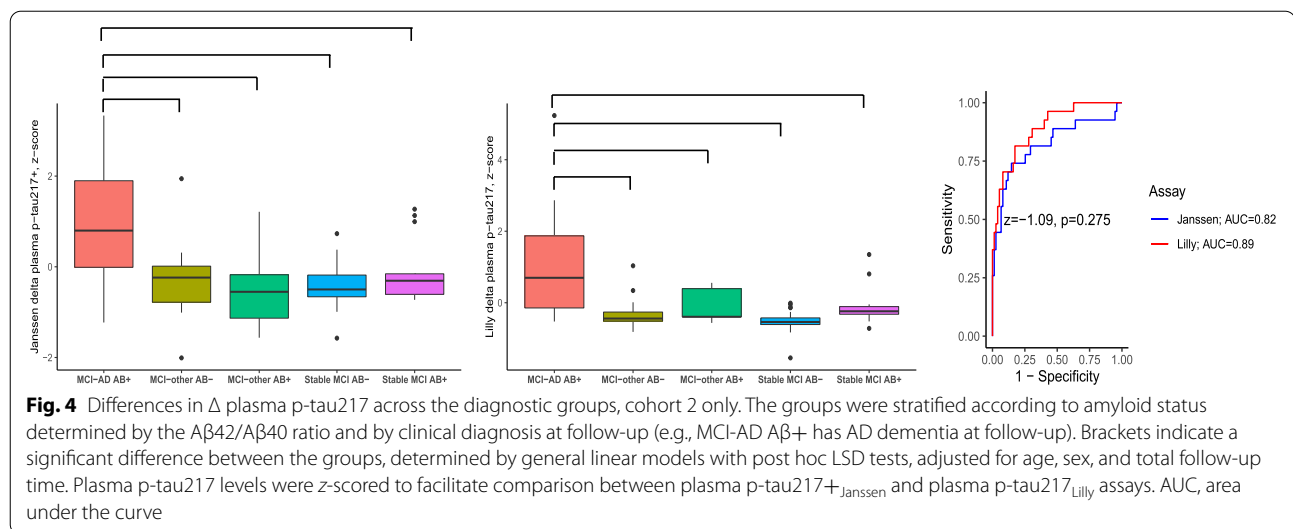 Janssen delta plasma p-tau217+, z-score
2
0
−2
MCI−AD AB+ MCI−other AB− MCI−other AB+ Stable MCI AB− Stable MCI AB+
Lilly delta plasma p-tau217, z-score
4
2
0
MCI−AD AB+ MCI−other AB− MCI−other AB+ Stable MCI AB− Stable MCI AB+
Sensitivity
1.00
0.75
0.50
0.25
0.00
z=−1.09, p=0.275
0.00 0.25 0.50 0.75 1.00
1 − Specificity
Assay
Janssen; AUC=0.82
Lilly; AUC=0.89
Fig. 4 Differences in Δ plasma p-tau217 across the diagnostic groups, cohort 2 only. The groups were stratified according to amyloid status
determined by the Aβ42/Aβ40 ratio and by clinical diagnosis at follow-up (e.g., MCI-AD Aβ+ has AD dementia at follow-up). Brackets indicate a
significant difference between the groups, determined by general linear models with post hoc LSD tests, adjusted for age, sex, and total follow-up
time. Plasma p-tau217 levels were z-scored to facilitate comparison between plasma p-tau217+Janssen and plasma p-tau217Lilly assays. AUC, area
under the curve